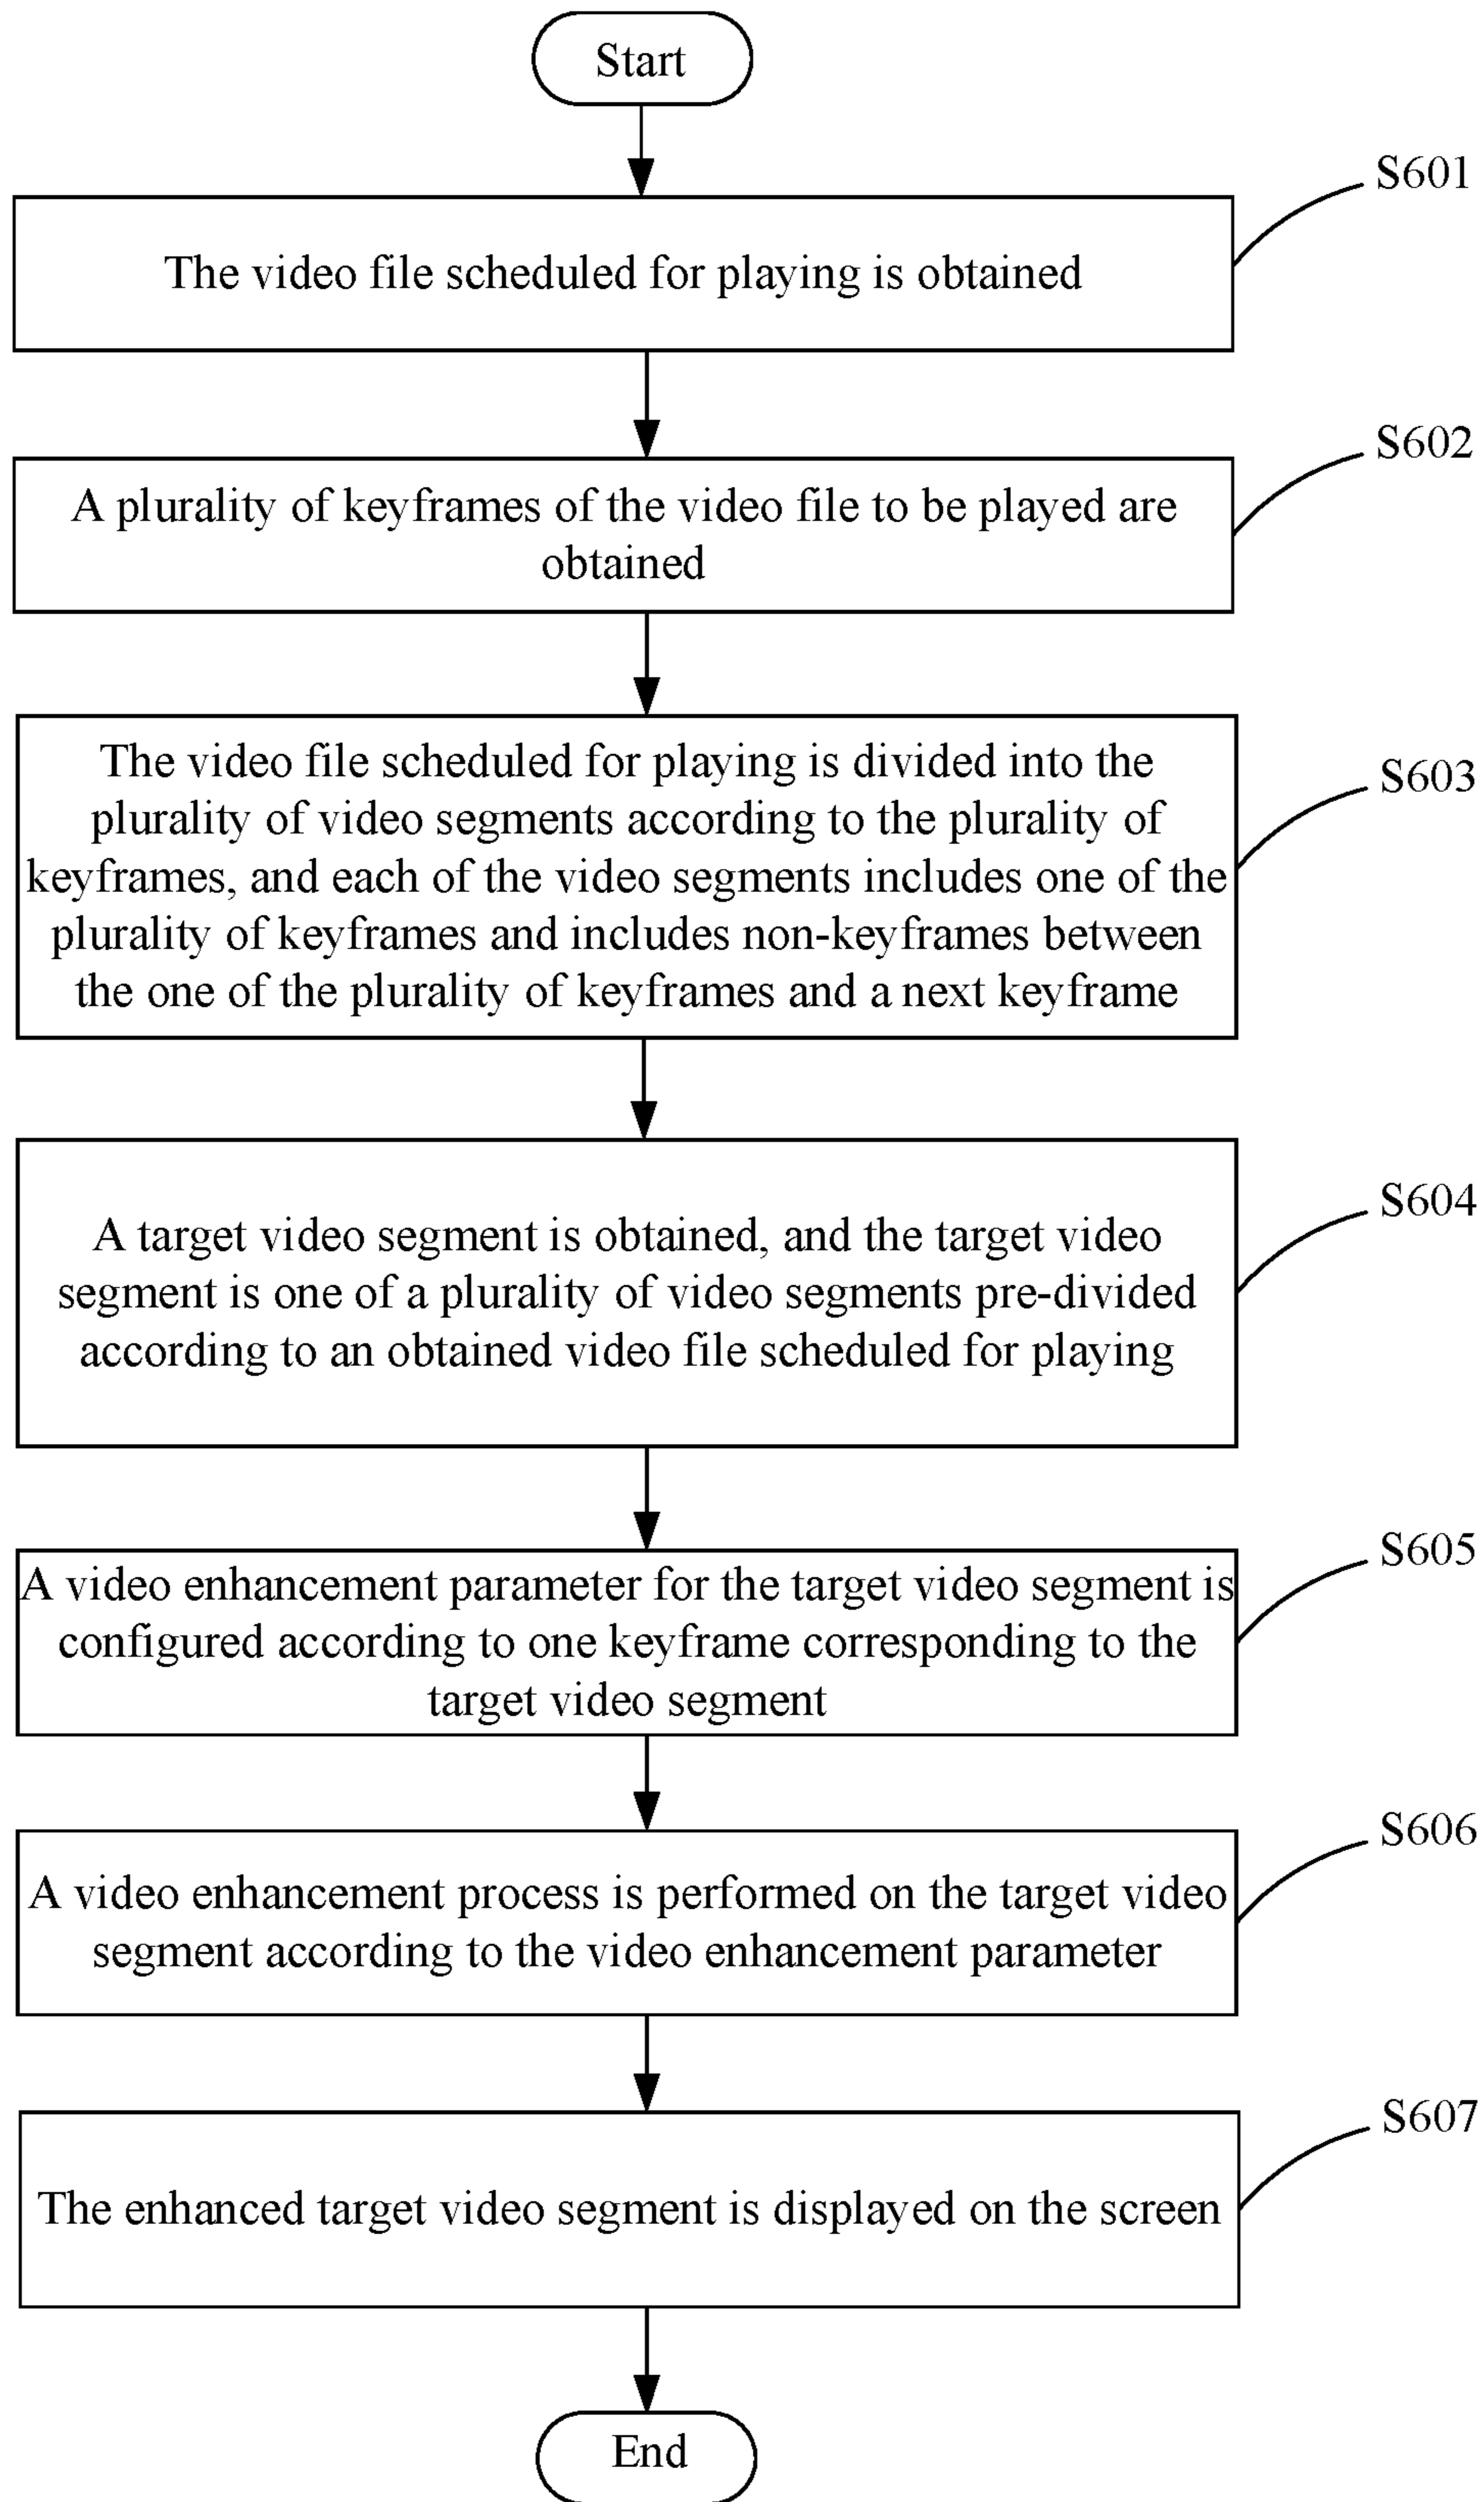 Start
S601
The video file scheduled for playing is obtained
S602
A plurality of keyframes of the video file to be played are
obtained
The video file scheduled for playing is divided into the
plurality of video segments according to the plurality of
keyframes, and each of the video segments includes one of the
plurality of keyframes and includes non-keyframes between
the one of the plurality of keyframes and a next keyframe
S603
A target video segment is obtained, and the target video
segment is one of a plurality of video segments pre-divided
according to an obtained video file scheduled for playing
S604
A video enhancement parameter for the target video segment is
configured according to one keyframe corresponding to the
target video segment
S605
A video enhancement process is performed on the target video
segment according to the video enhancement parameter
S606
The enhanced target video segment is displayed on the screen
S607
End